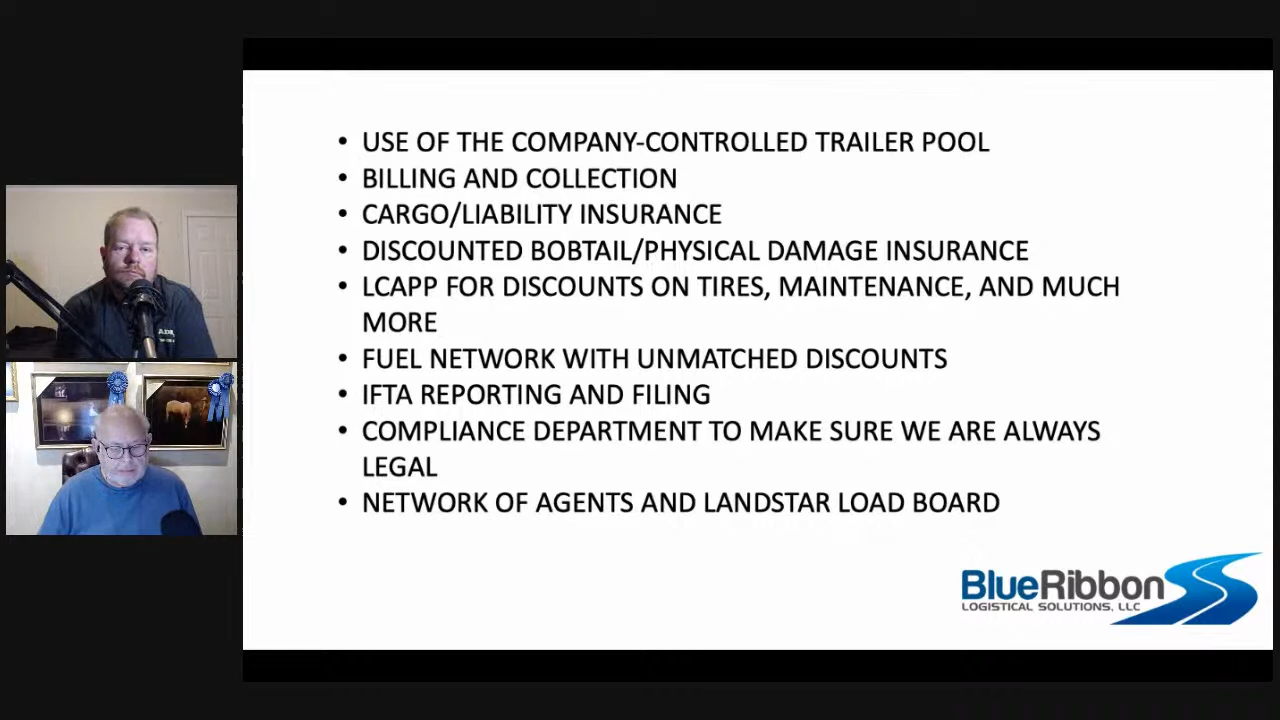 • USE OF THE COMPANY-CONTROLLED TRAILER POOL
• BILLING AND COLLECTION
• CARGO/LIABILITY INSURANCE
• DISCOUNTED BOBTAIL/PHYSICAL DAMAGE INSURANCE
• LCAPP FOR DISCOUNTS ON TIRES, MAINTENANCE, AND MUCH
MORE
• FUEL NETWORK WITH UNMATCHED DISCOUNTS
• IFTA REPORTING AND FILING
• COMPLIANCE DEPARTMENT TO MAKE SURE WE ARE ALWAYS
LEGAL
• NETWORK OF AGENTS AND LANDSTAR LOAD BOARD
BlueRibbon
LOGISTICAL SOLUTIONS, LLC